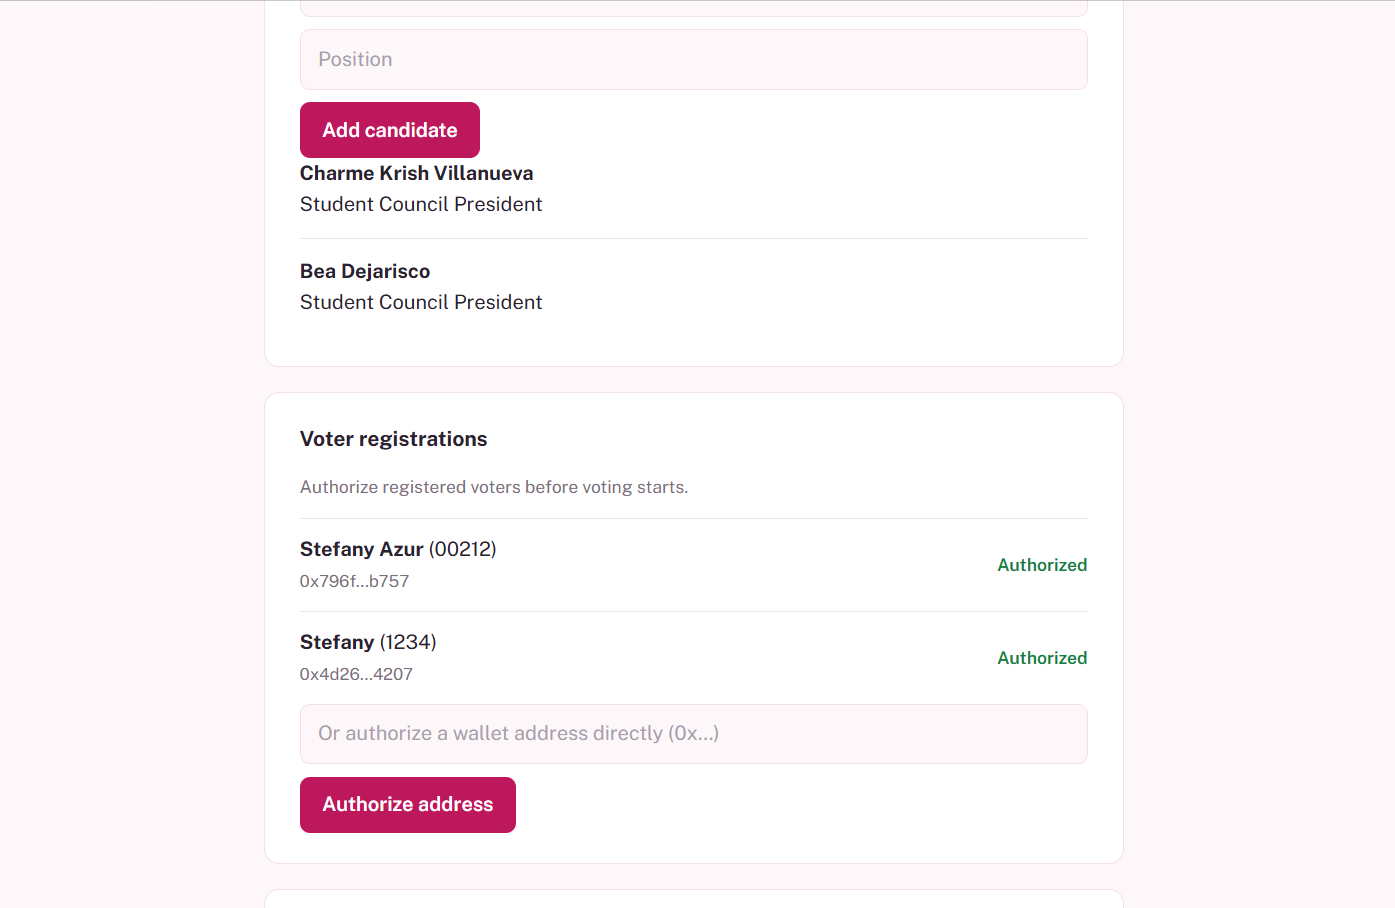 Position
Add candidate
Charme Krish Villanueva
Student Council President
Bea Dejarisco
Student Council President
Voter registrations
Authorize registered voters before voting starts.
Stefany Azur (00212)
0x796f...b757
Authorized
Stefany (1234)
0x4d26...4207
Authorized
Or authorize a wallet address directly (0x...)
Authorize address